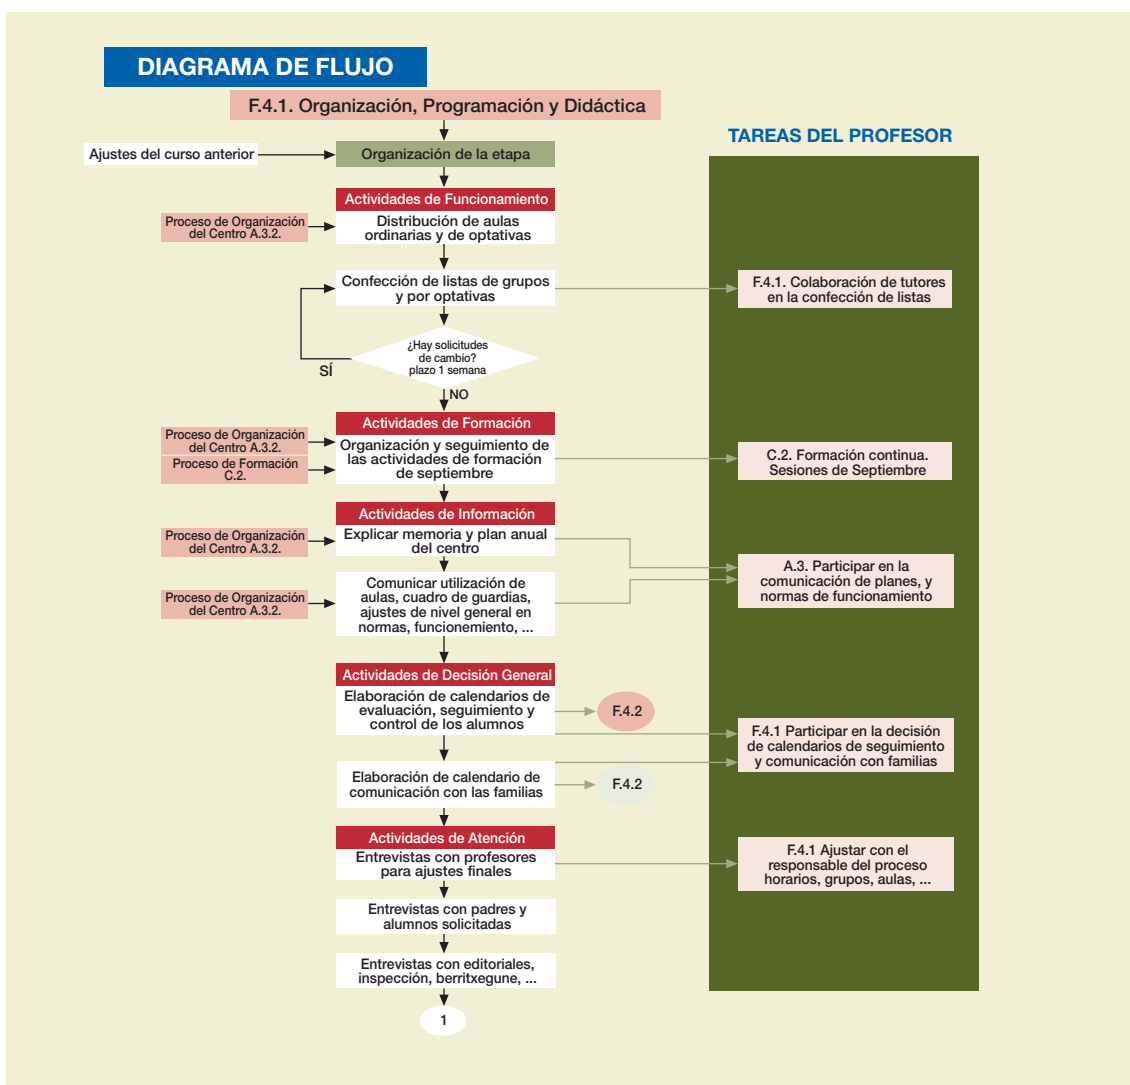 DIAGRAMA DE FLUJO
F.4.1. Organización, Programación y Didáctica
TAREAS DEL PROFESOR
Ajustes del curso anterior
Organización de la etapa
Actividades de Funcionamiento
Proceso de Organización
del Centro A.3.2.
Distribución de aulas
ordinarias y de optativas
Confección de listas de grupos
y por optativas
F.4.1. Colaboración de tutores
en la confección de listas
¿Hay solicitudes
de cambio?
plazo 1 semana
SÍ
NO
Actividades de Formación
Proceso de Organización
del Centro A.3.2.
Proceso de Formación
C.2.
Organización y seguimiento de
las actividades de formación
de septiembre
C.2. Formación continua.
Sesiones de Septiembre
Actividades de Información
Proceso de Organización
del Centro A.3.2.
Explicar memoria y plan anual
del centro
A.3. Participar en la
comunicación de planes, y
normas de funcionamiento
Proceso de Organización
del Centro A.3.2.
Comunicar utilización de
aulas, cuadro de guardias,
ajustes de nivel general en
normas, funcionemiento, ...
Actividades de Decisión General
Elaboración de calendarios de
evaluación, seguimiento y
control de los alumnos
F.4.2
F.4.1 Participar en la decisión
de calendarios de seguimiento
y comunicación con familias
Elaboración de calendario de
comunicación con las familias
F.4.2
Actividades de Atención
Entrevistas con profesores
para ajustes finales
F.4.1 Ajustar con el
responsable del proceso
horarios, grupos, aulas, ...
Entrevistas con padres y
alumnos solicitadas
Entrevistas con editoriales,
inspección, berritxegune, ...
1